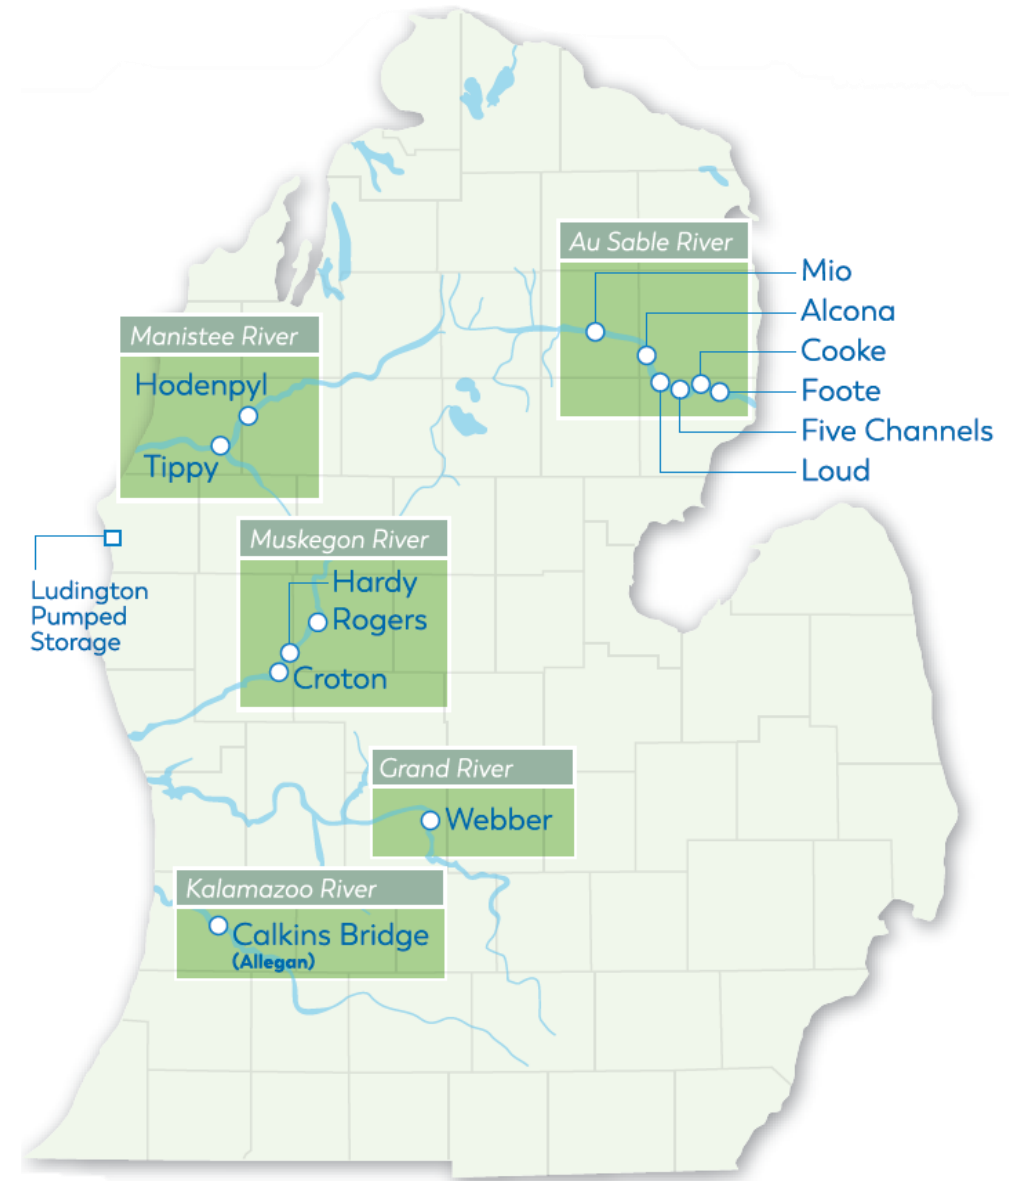 Au Sable River
Mio
Alcona
Cooke
Foote
Five Channels
Loud
Manistee River
Hodenpyl
Tippy
Ludington
Pumped
Storage
Muskegon River
Hardy
Rogers
Croton
Grand River
Webber
Kalamazoo River
Calkins Bridge
(Allegan)